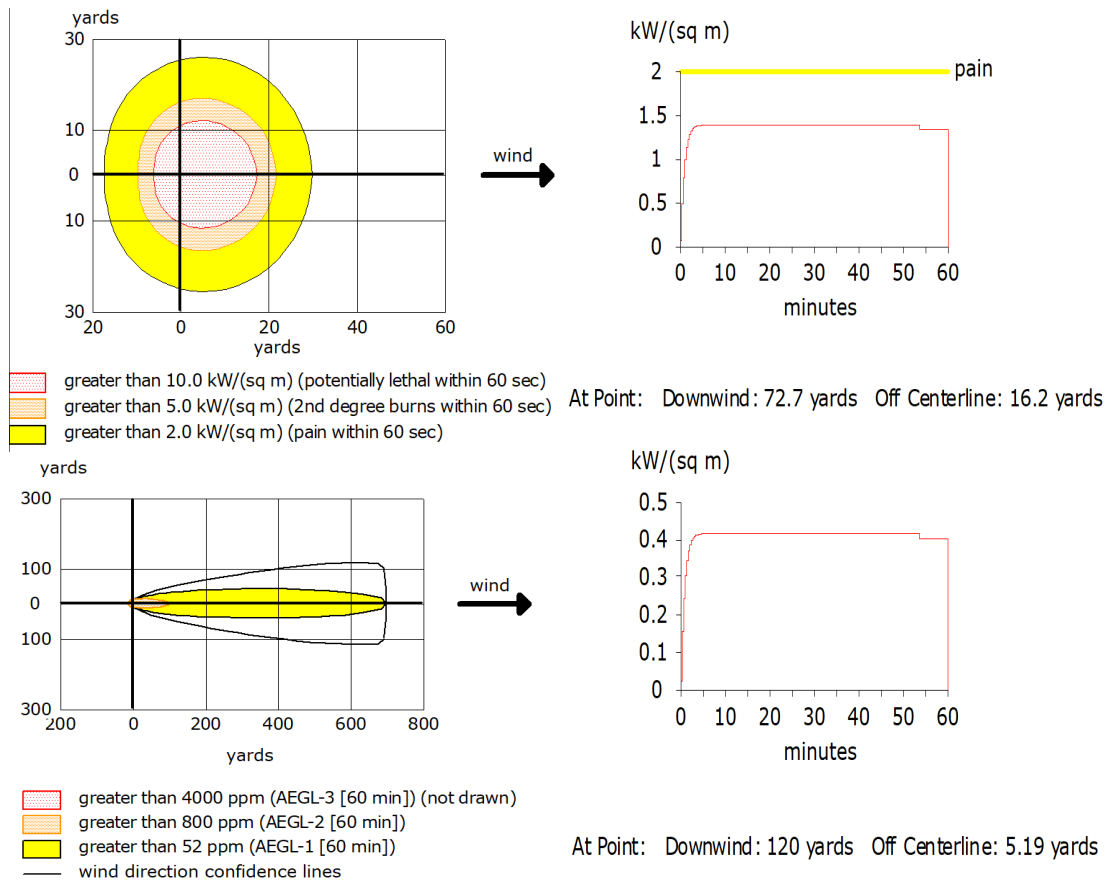 yards
30
10
0
10
30
20
0
20
40
60
yards
wind
greater than 10.0 kW/(sq m) (potentially lethal within 60 sec)
greater than 5.0 kW/(sq m) (2nd degree burns within 60 sec)
greater than 2.0 kW/(sq m) (pain within 60 sec)
kW/(sq m)
2
pain
1.5
1
0.5
0
0 10 20 30 40 50 60
minutes
At Point: Downwind: 72.7 yards Off Centerline: 16.2 yards
yards
300
100
0
100
300
200 0 200 400 600 800
yards
wind
greater than 4000 ppm (AEGL-3 [60 min]) (not drawn)
greater than 800 ppm (AEGL-2 [60 min])
greater than 52 ppm (AEGL-1 [60 min])
wind direction confidence lines
kW/(sq m)
0.5
0.4
0.3
0.2
0.1
0
0 10 20 30 40 50 60
minutes
At Point: Downwind: 120 yards Off Centerline: 5.19 yards